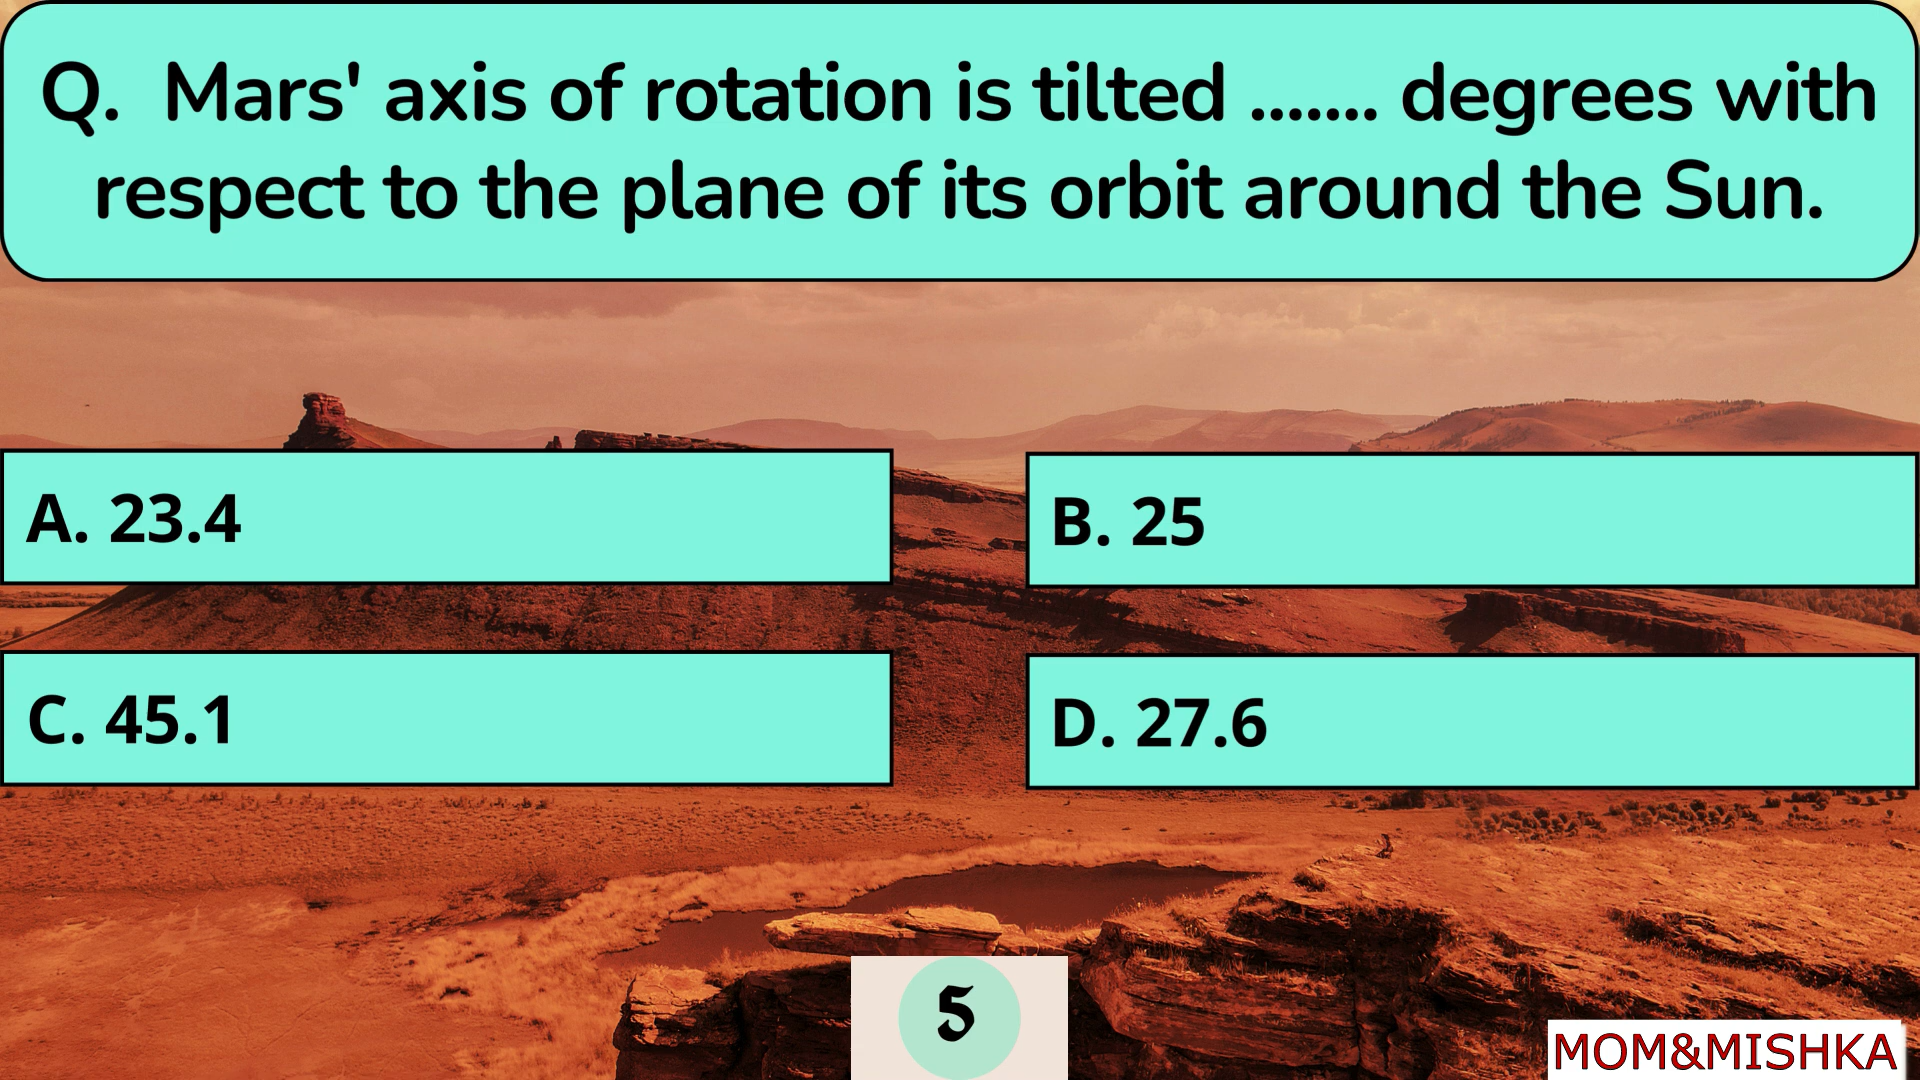 Q. Mars' axis of rotation is tilted ....... degrees with
respect to the plane of its orbit around the Sun.
A. 23.4
B. 25
C. 45.1
D. 27.6
5
MOM&MISHKA